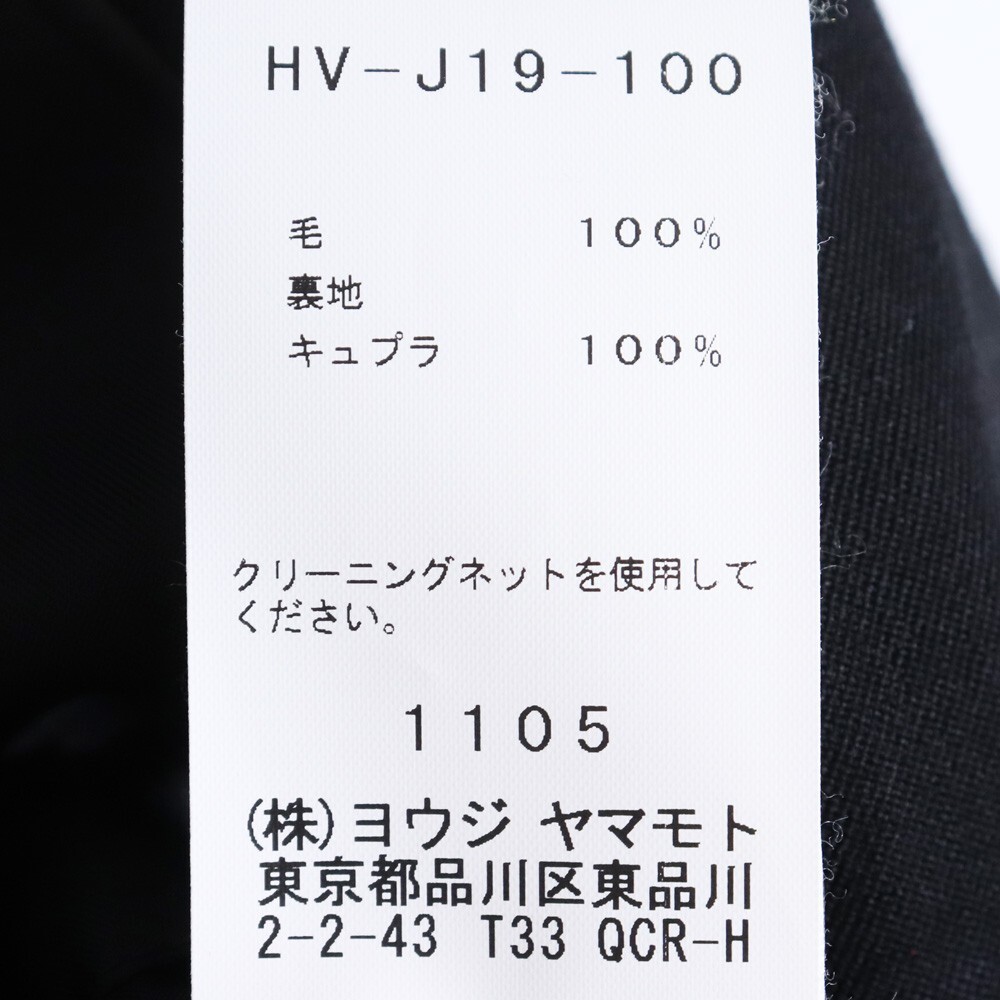 HV-J19-100
毛 100%
裏地
キュプラ 100%
クリーニングネットを使用して
ください。
1105
(株)ヨウジ ヤマモト
東京都品川区東品川
2-2-43 T33 QCR-H